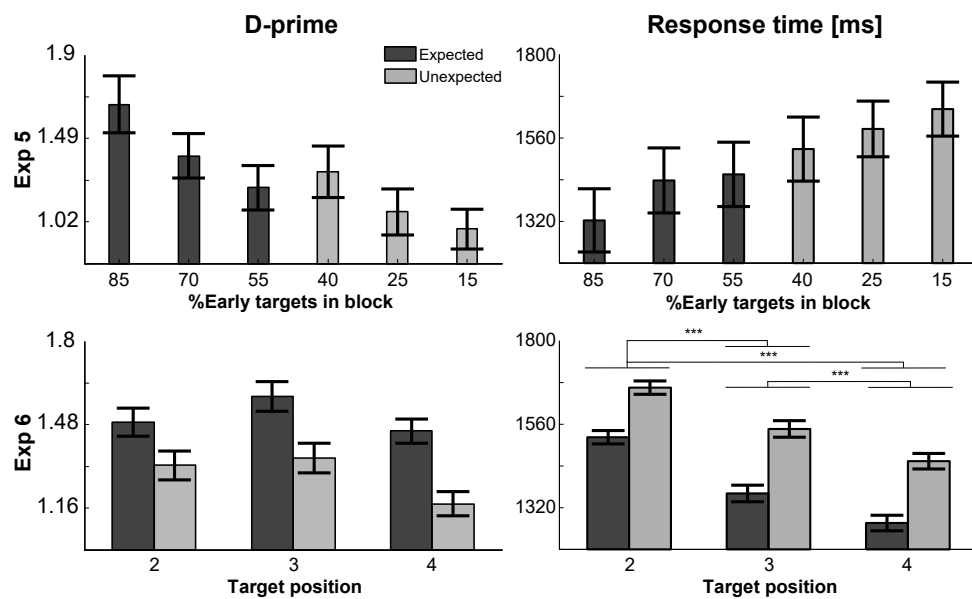 D-prime
Response time [ms]
Exp 5
1.9
1.49
1.02
Expected
Unexpected
85 70 55 40 25 15
%Early targets in block
1800
1560
1320
85 70 55 40 25 15
%Early targets in block
Exp 6
1.8
1.48
1.16
2 3 4
Target position
1800
1560
1320
***
***
***
2 3 4
Target position